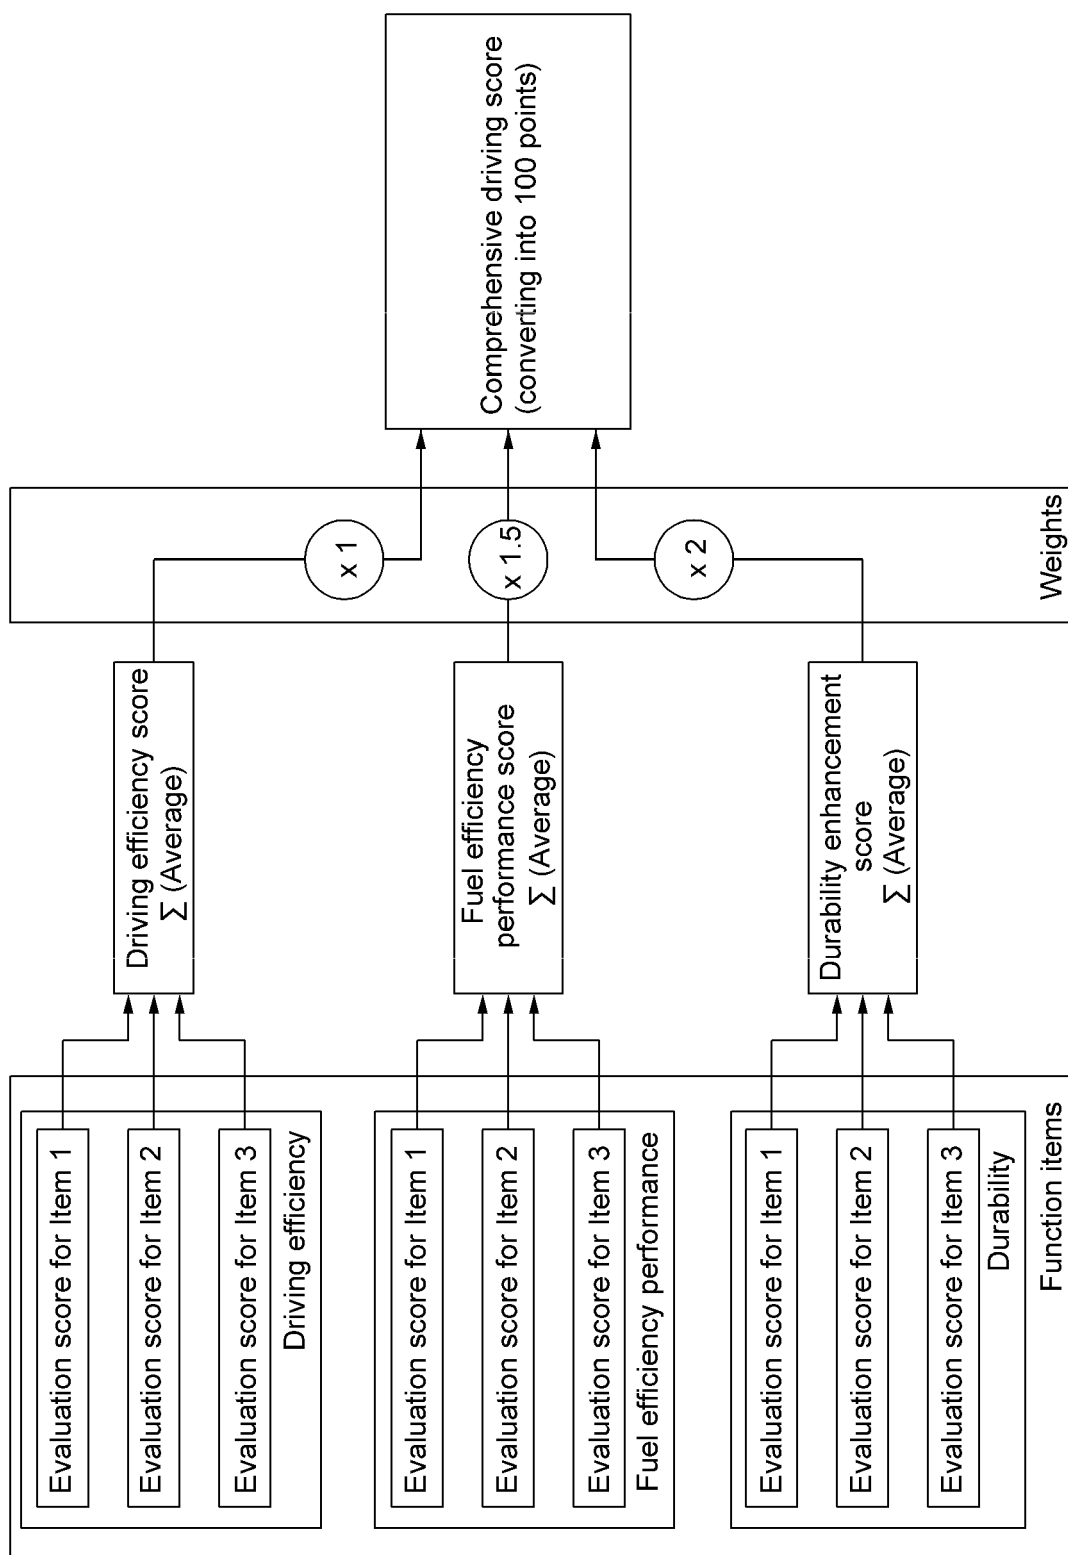 Evaluation score for Item 1
Evaluation score for Item 2
Evaluation score for Item 3
Driving efficiency
Evaluation score for Item 1
Evaluation score for Item 2
Evaluation score for Item 3
Fuel efficiency performance
Evaluation score for Item 1
Evaluation score for Item 2
Evaluation score for Item 3
Durability
Function items
Driving efficiency score
Σ (Average)
Fuel efficiency
performance score
Σ (Average)
Durability enhancement
score
Σ (Average)
x 1
x 1.5
x 2
Weights
Comprehensive driving score
(converting into 100 points)